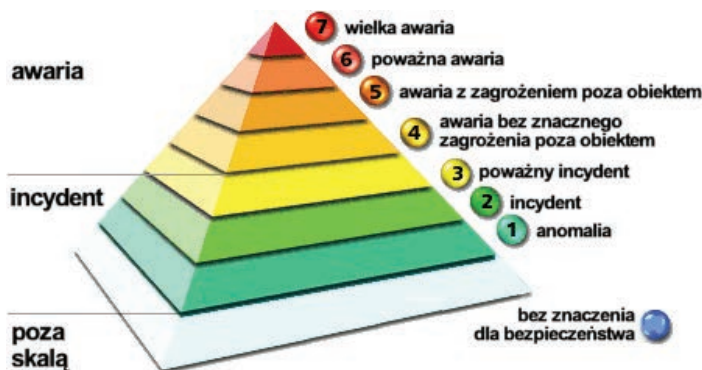 7 wielka awaria
6 poważna awaria
awaria
5 awaria z zagrożeniem poza obiektem
4 awaria bez znacznego
zagrożenia poza obiektem
3 poważny incydent
incydent
2 incydent
1 anomalia
bez znaczenia
dla bezpieczeństwa
poza
skalą